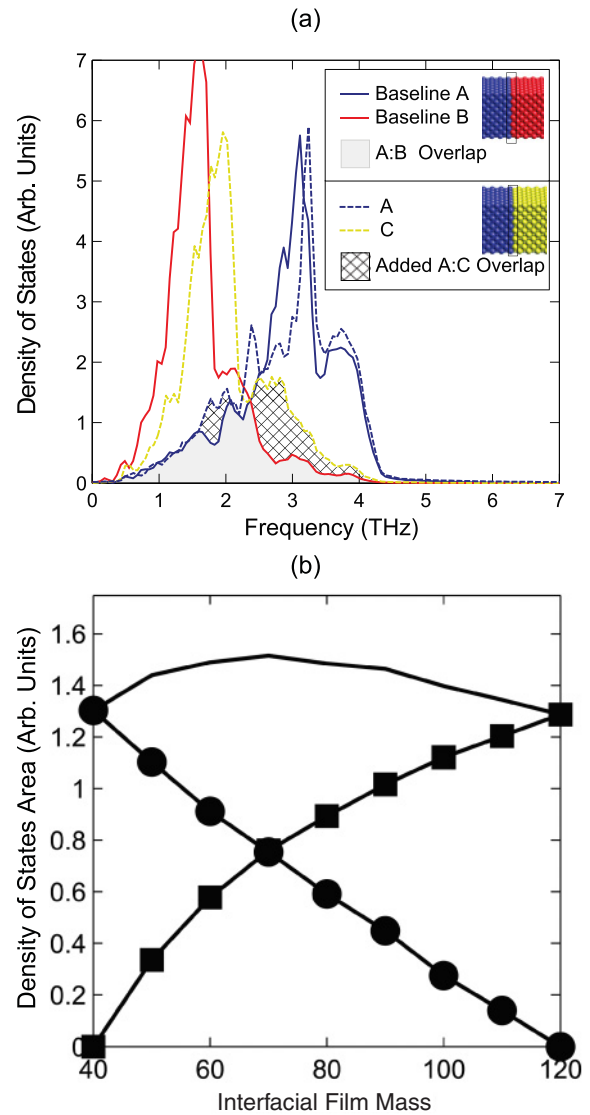 (a)
Density of States (Arb. Units)
7
6
5
4
3
2
1
0
Baseline A
Baseline B
A:B Overlap
A
C
Added A:C Overlap
0 1 2 3 4 5 6 7
Frequency (THz)
(b)
Density of States Area (Arb. Units)
1.6
1.4
1.2
1
0.8
0.6
0.4
0.2
0
40 60 80 100 120
Interfacial Film Mass